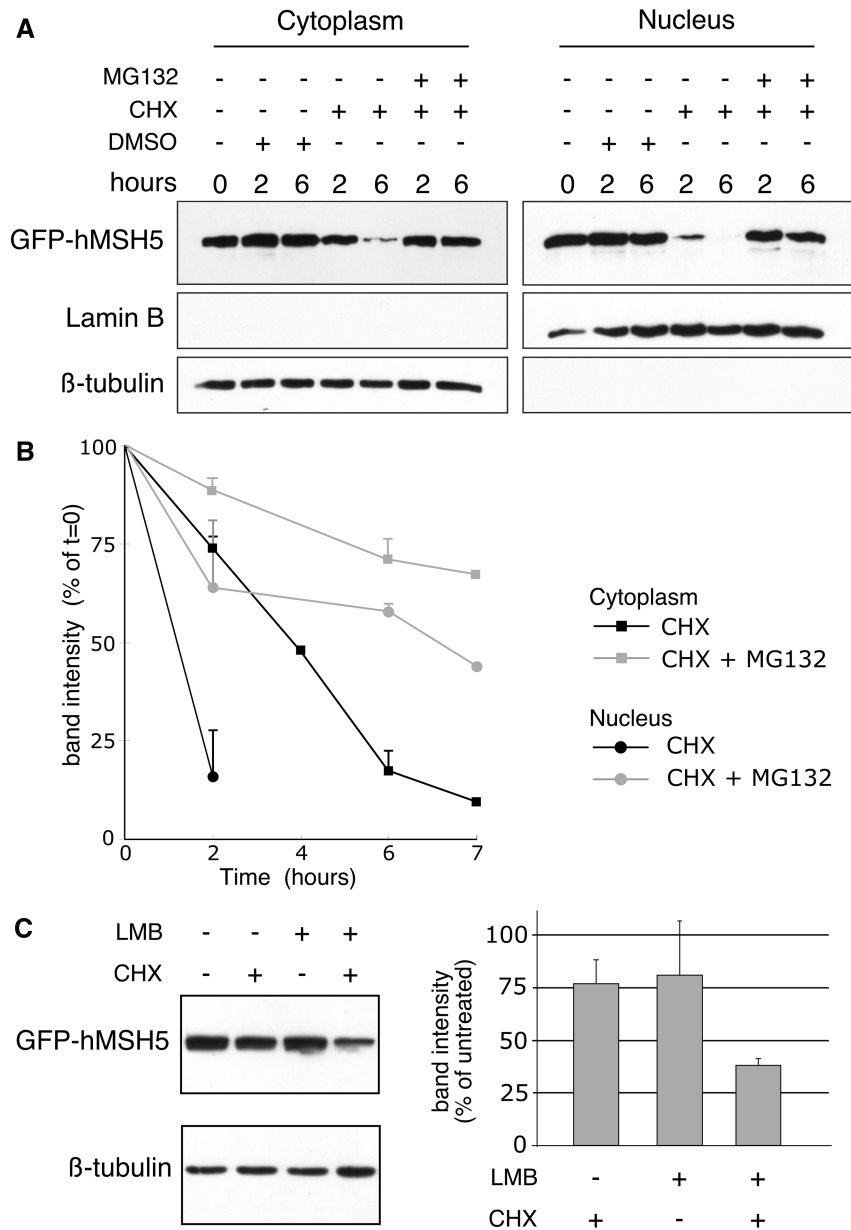 A
Cytoplasm Nucleus
MG132 - - - - - + + - - - - - + +
CHX - - - + + + + - - - + + + +
DMSO - + + - - - - - + + - - - -
hours 0 2 6 2 6 2 6 0 2 6 2 6 2 6
GFP-hMSH5
Lamin B
ß-tubulin
B
100
75
50
25
0
band intensity (% of t=0)
0 2 4 6 7
Time (hours)
Cytoplasm
CHX
CHX + MG132
Nucleus
CHX
CHX + MG132
C
LMB - - + +
CHX - + - +
GFP-hMSH5
ß-tubulin
band intensity
(% of untreated)
100
75
50
25
0
LMB - + +
CHX + - +